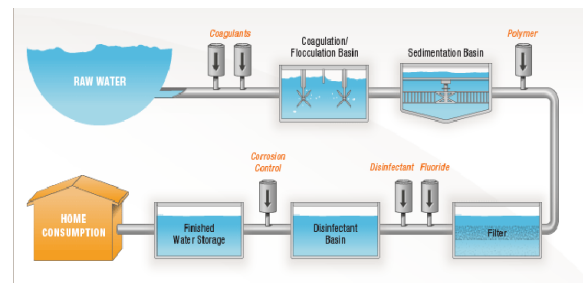 Coagulants
Coagulation/
Flocculation Basin
Sedimentation Basin
Polymer
RAW WATER
Corrosion
Control
Disinfectant Fluoride
HOME
CONSUMPTION
Finished
Water Storage
Disinfectant
Basin
Filter